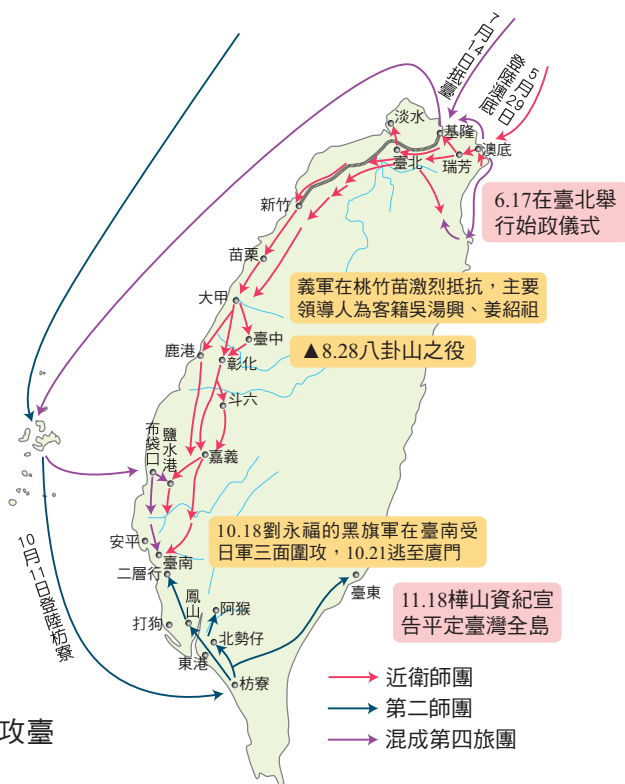 7月14日抵臺
5月29日
登陸澳底
淡水
基隆
澳底
臺北
瑞芳
6.17在臺北舉
行始政儀式
新竹
苗栗
義軍在桃竹苗激烈抵抗，主要
領導人為客籍吳湯興、姜紹祖
大甲
臺中
▲8.28八卦山之役
鹿港
彰化
斗六
布袋口
鹽水港
嘉義
10.18劉永福的黑旗軍在臺南受
日軍三面圍攻，10.21逃至廈門
安平
臺南
二層行
臺東
10月11日登陸枋寮
鳳山
阿猴
11.18樺山資紀宣
告平定臺灣全島
打狗
北勢仔
東港
枋寮
近衛師團
第二師團
混成第四旅團
攻臺